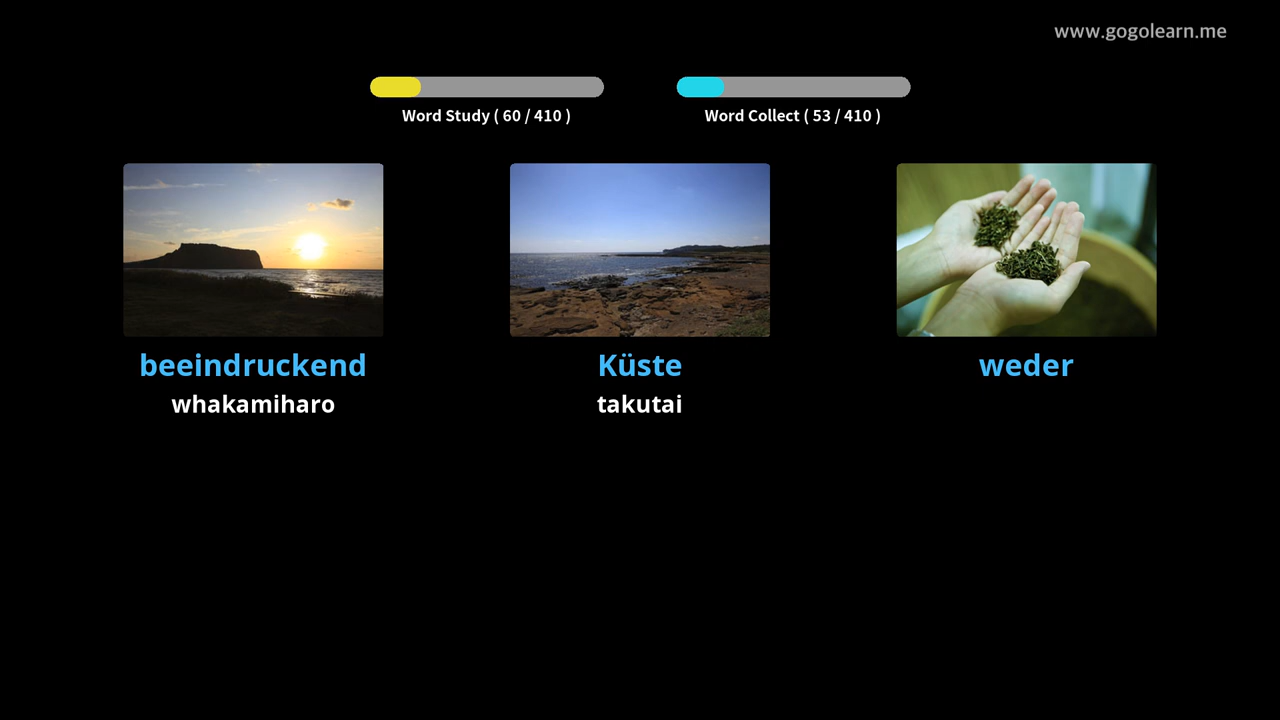 www.gogolearn.me
Word Study ( 60 / 410 )
Word Collect ( 53 / 410 )
beeindruckend
whakamiharo
Küste
takutai
weder